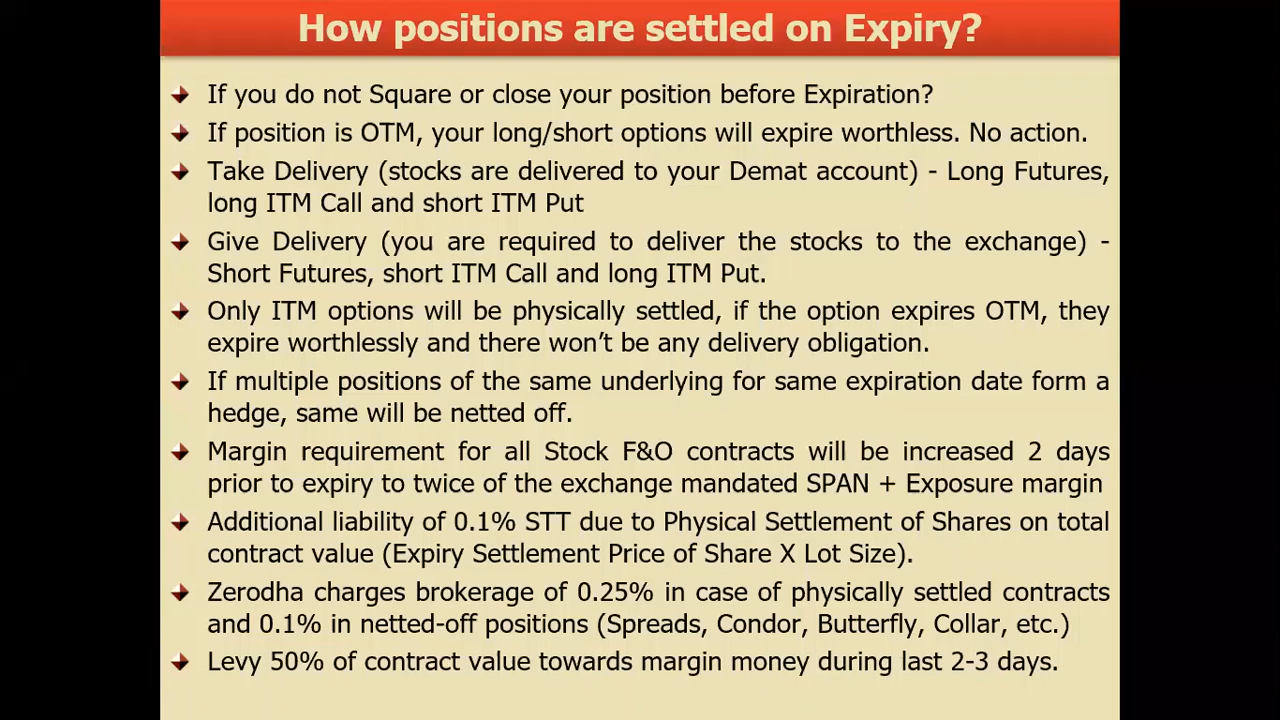 How positions are settled on Expiry?
If you do not Square or close your position before Expiration?
If position is OTM, your long/short options will expire worthless. No action.
Take Delivery (stocks are delivered to your Demat account) - Long Futures,
long ITM Call and short ITM Put
Give Delivery (you are required to deliver the stocks to the exchange) -
Short Futures, short ITM Call and long ITM Put.
Only ITM options will be physically settled, if the option expires OTM, they
expire worthlessly and there won’t be any delivery obligation.
If multiple positions of the same underlying for same expiration date form a
hedge, same will be netted off.
Margin requirement for all Stock F&O contracts will be increased 2 days
prior to expiry to twice of the exchange mandated SPAN + Exposure margin
Additional liability of 0.1% STT due to Physical Settlement of Shares on total
contract value (Expiry Settlement Price of Share X Lot Size).
Zerodha charges brokerage of 0.25% in case of physically settled contracts
and 0.1% in netted-off positions (Spreads, Condor, Butterfly, Collar, etc.)
Levy 50% of contract value towards margin money during last 2-3 days.